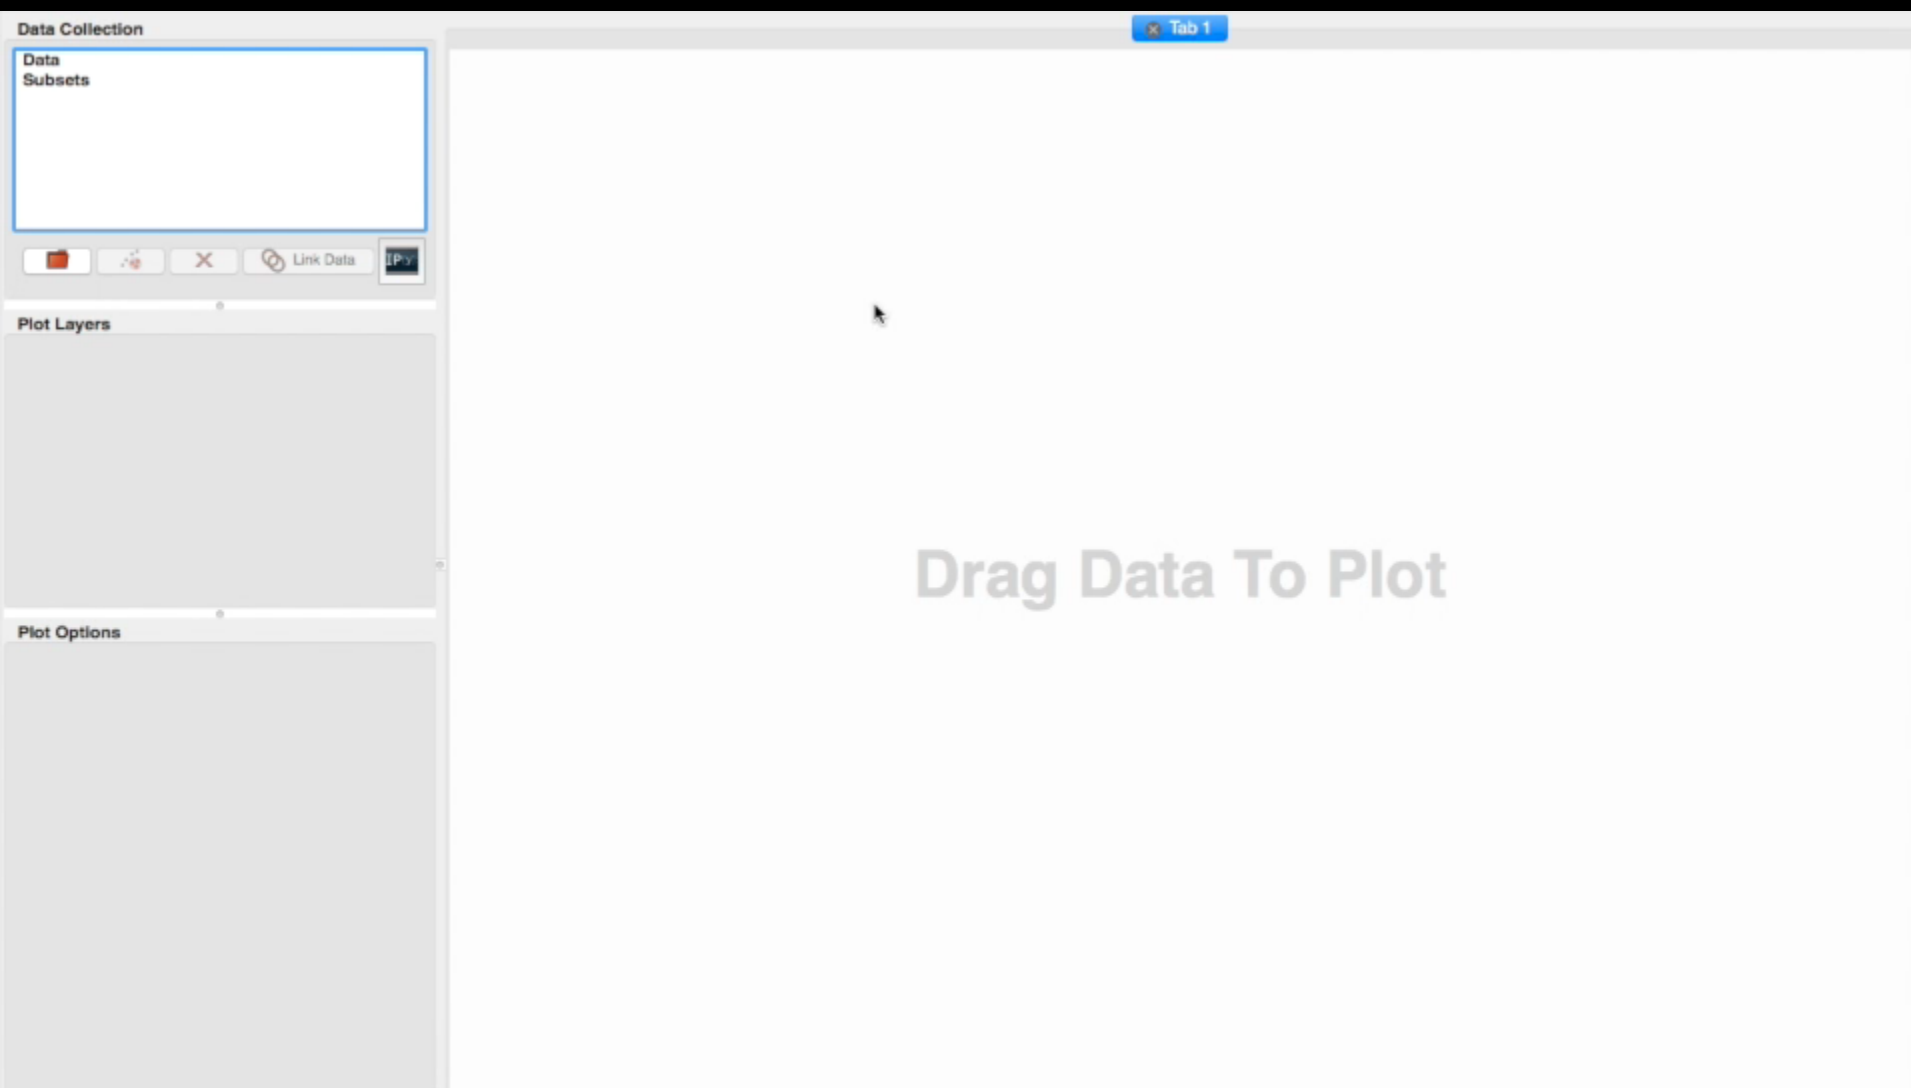 Data Collection
Tab 1
Data
Subsets
Link Data
IPy
Plot Layers
Drag Data To Plot
Plot Options